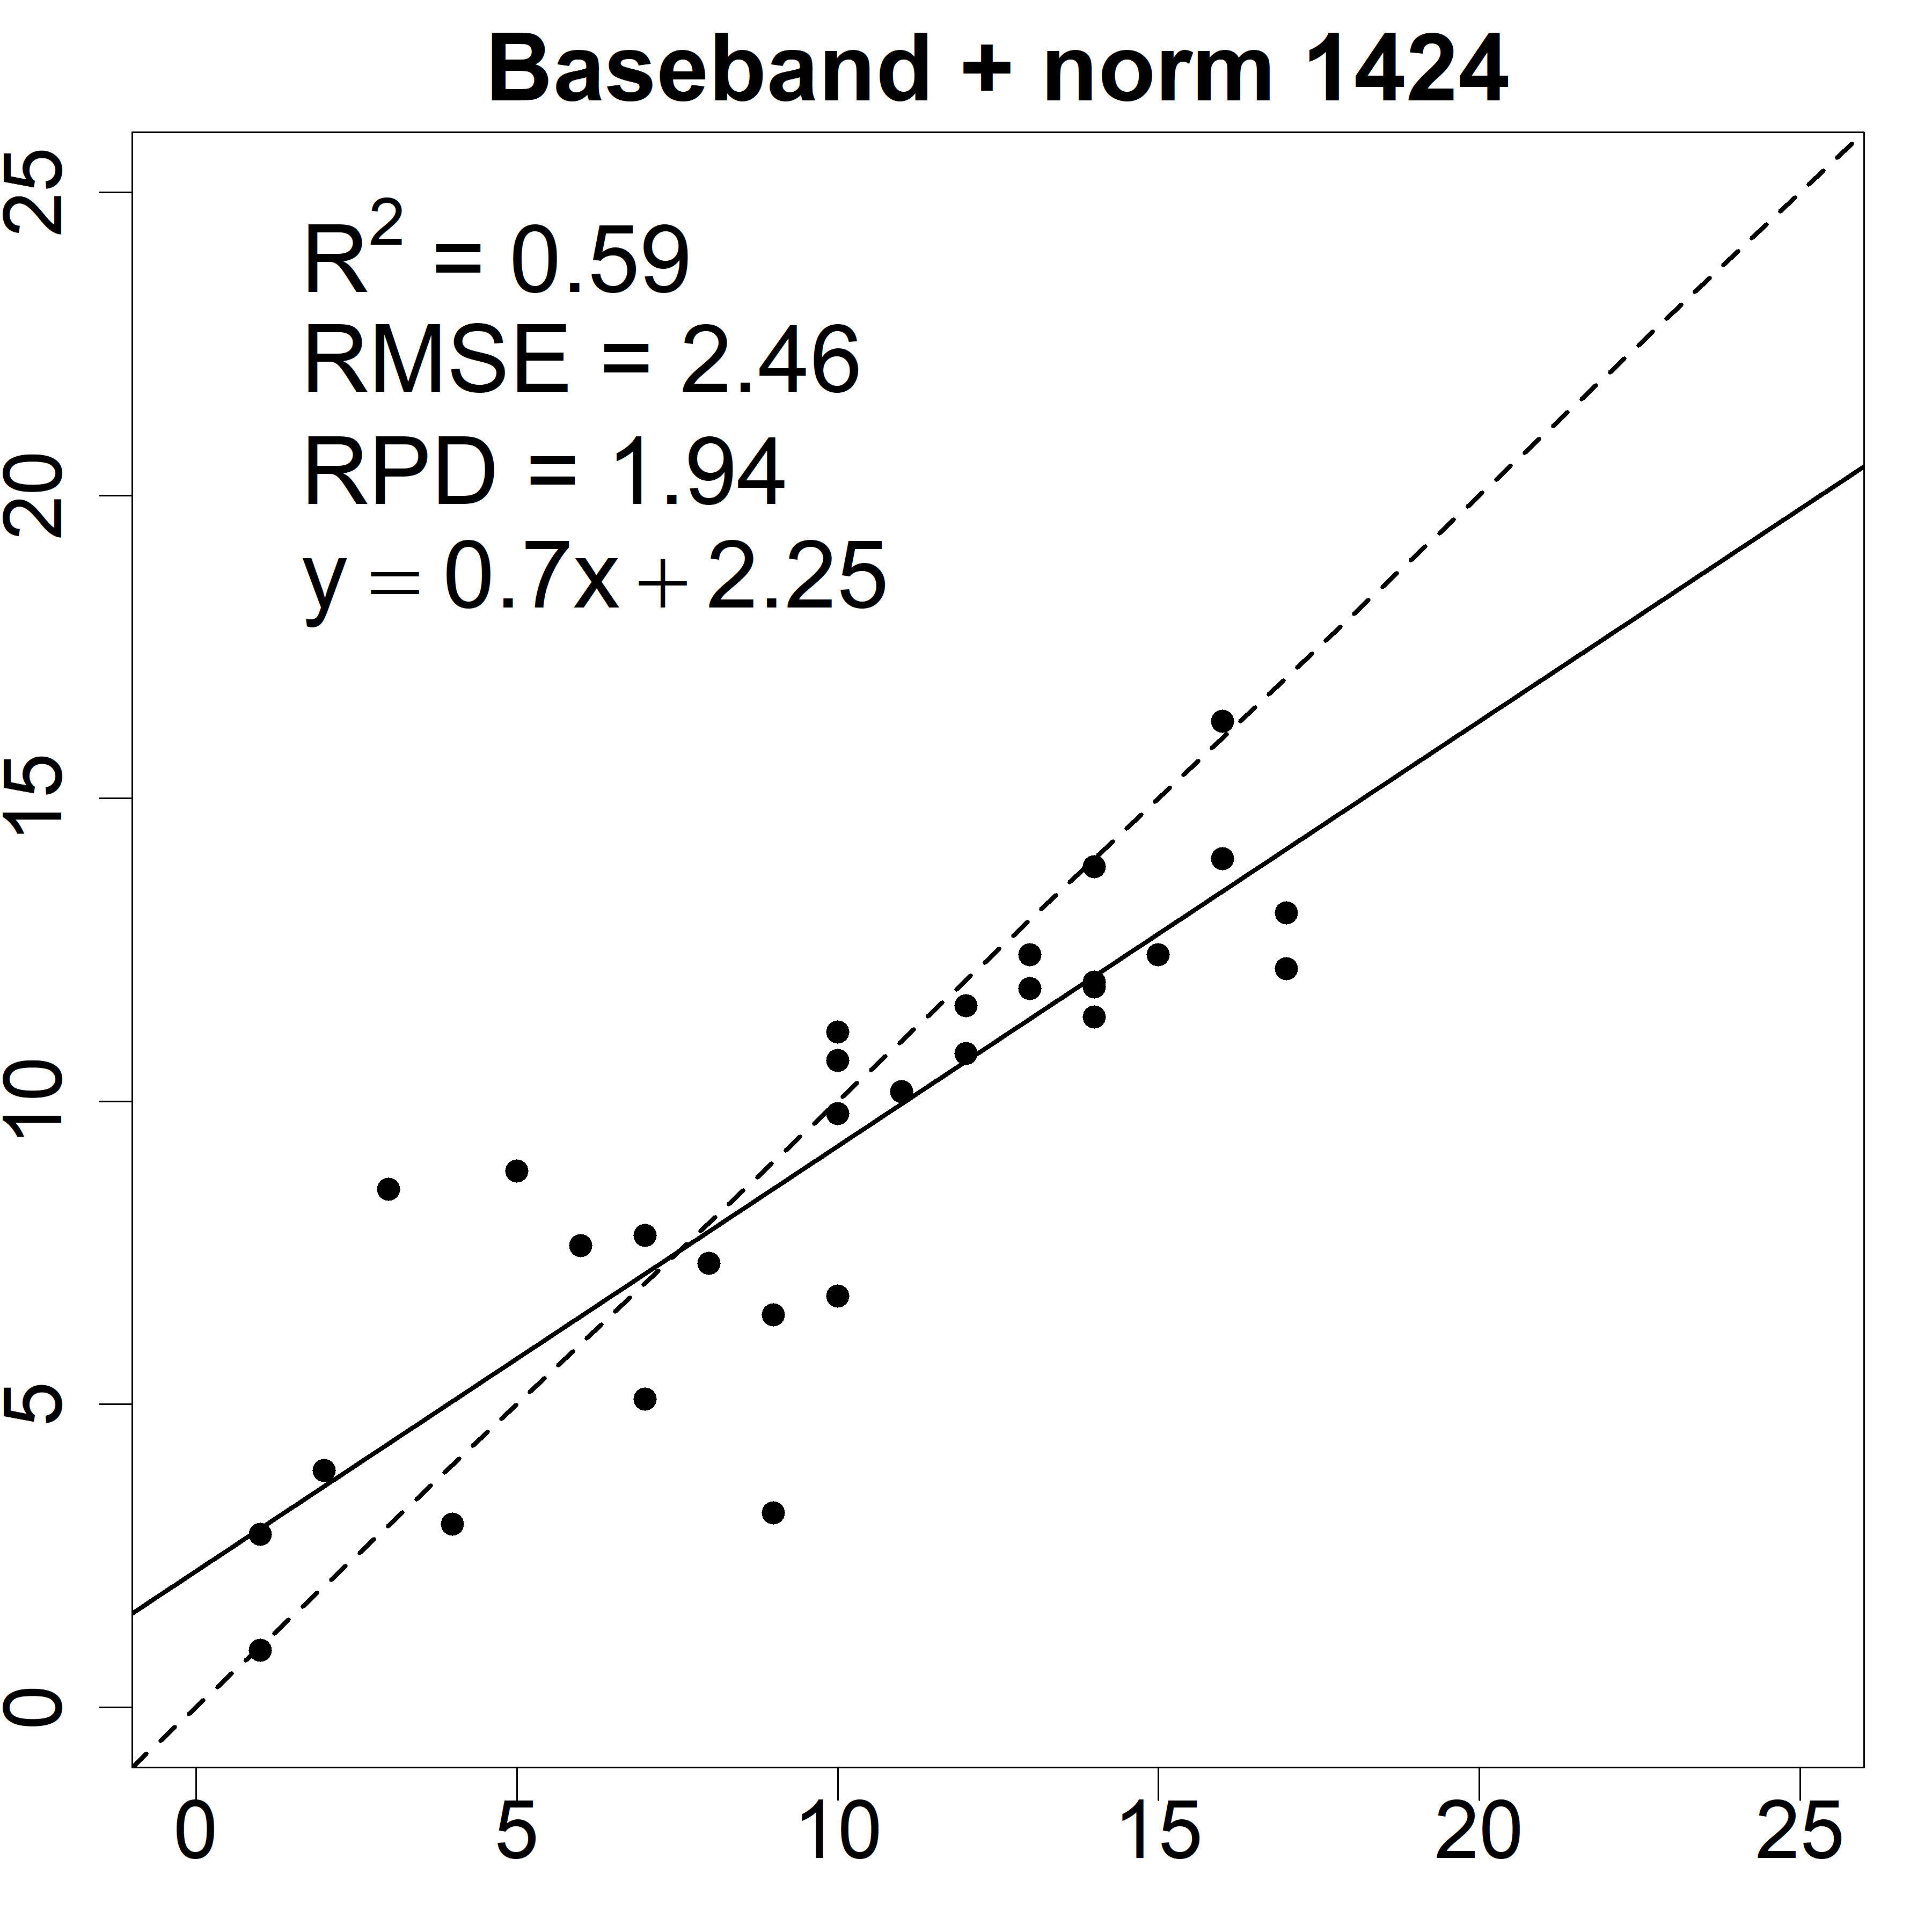 Baseband + norm 1424
R² = 0.59
RMSE = 2.46
RPD = 1.94
y = 0.7x + 2.25
25
20
15
10
5
0
0 5 10 15 20 25